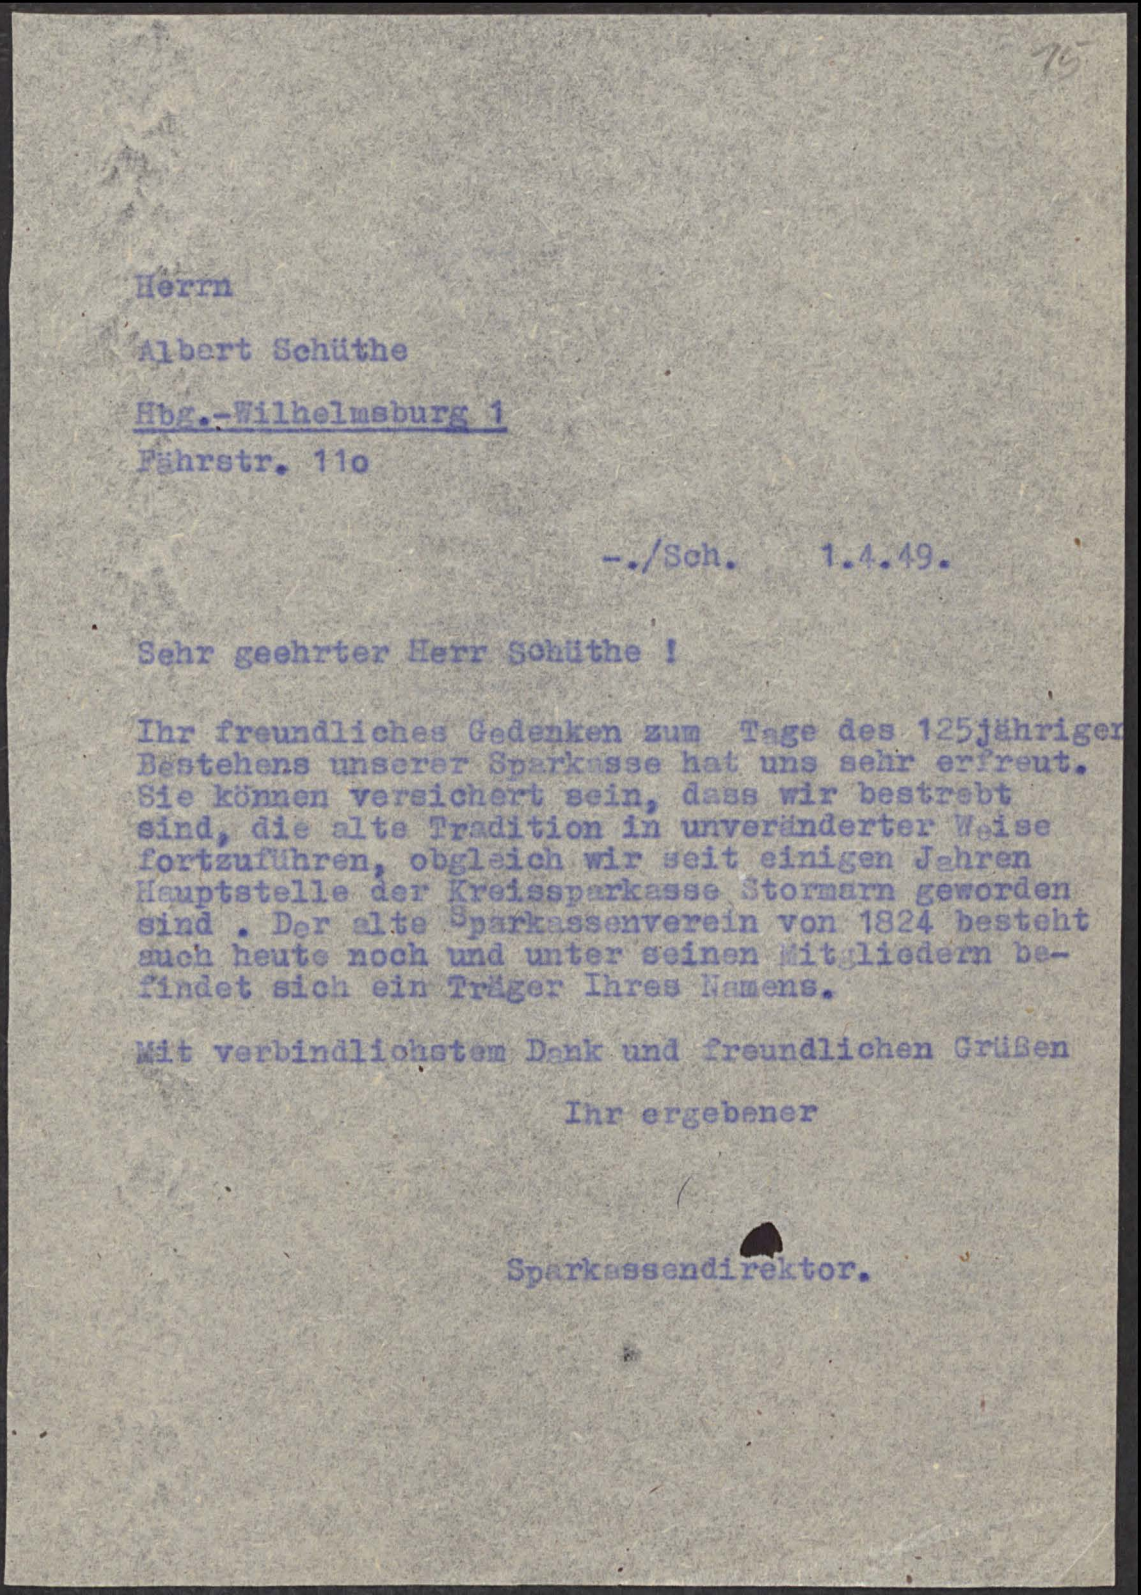 15
Herrn
Albert Schüthe
Hbg.-Wilhelmsburg 1
Fährstr. 11o
-./Sch. 1.4.49.
Sehr geehrter Herr Schüthe !
Ihr freundliches Gedenken zum Tage des 125jährigen
Bestehens unserer Sparkasse hat uns sehr erfreut.
Sie können versichert sein, dass wir bestrebt
sind, die alte Tradition in unveränderter Weise
fortzuführen, obgleich wir seit einigen Jahren
Hauptstelle der Kreissparkasse Stormarn geworden
sind . Der alte Sparkassenverein von 1824 besteht
auch heute noch und unter seinen Mitgliedern be-
findet sich ein Träger Ihres Namens.
Mit verbindlichstem Dank und freundlichen Grüßen
Ihr ergebener
Sparkassendirektor.